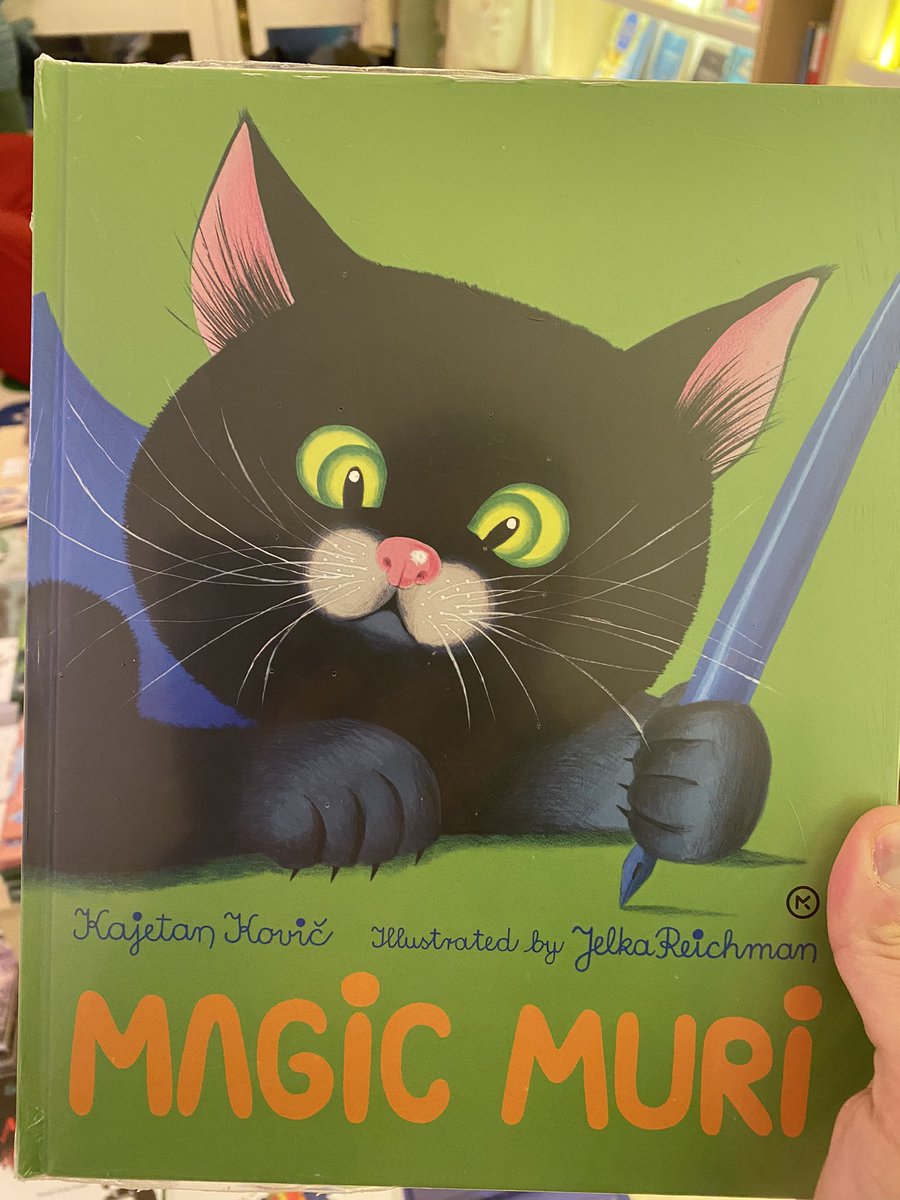 Kajetan Kovič Illustrated by Jelka Reichman
MAGIC MURI